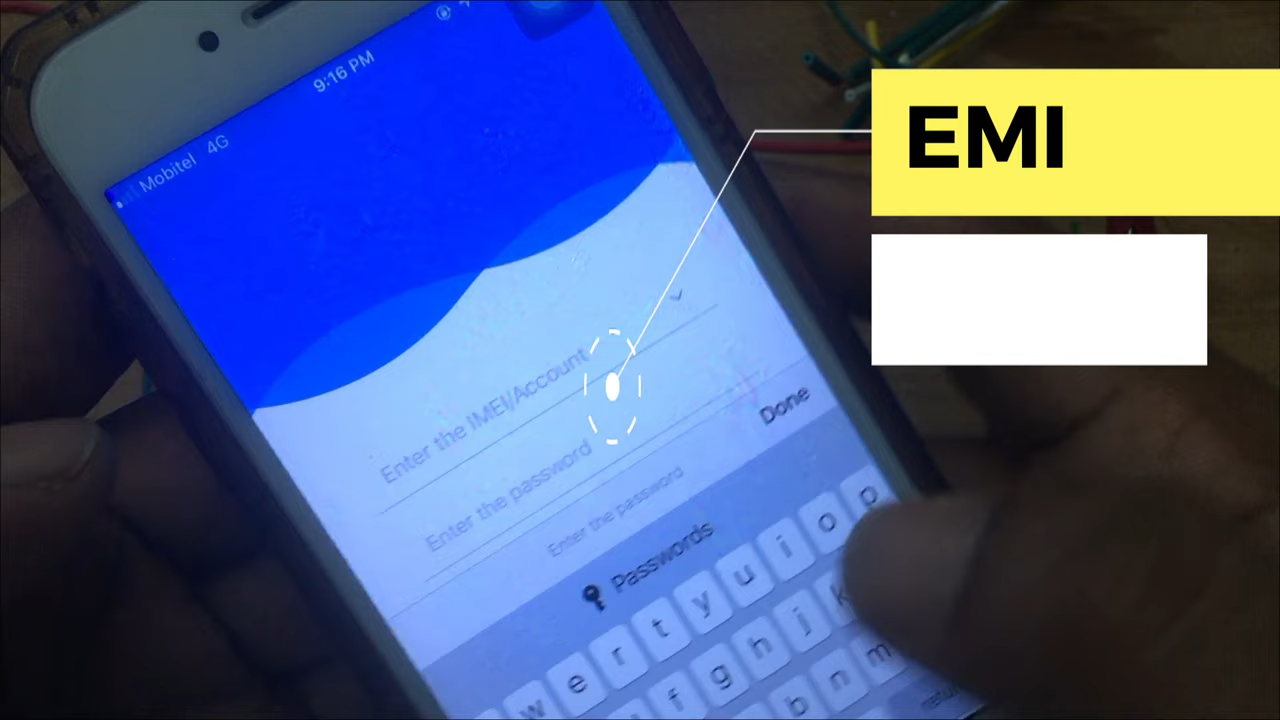 Mobitel 4G
9:16 PM
EMI
Enter the IMEI/Account
Enter the password
Enter the password
Done
Passwords
w e r t y u i o p
f g h j k
b n m